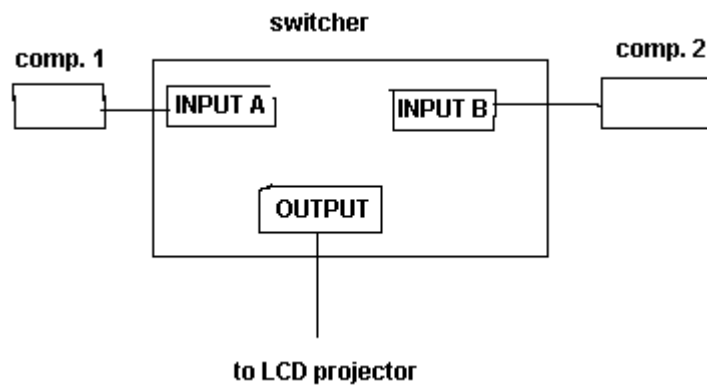 switcher
comp. 1
comp. 2
INPUT A
INPUT B
OUTPUT
to LCD projector